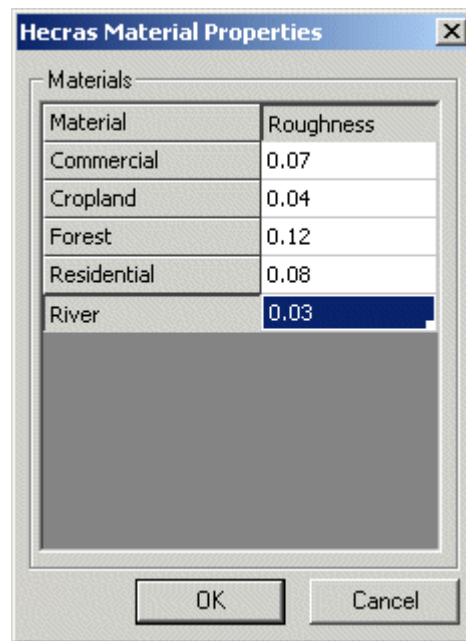 Hecras Material Properties
Materials
Material Roughness
Commercial 0.07
Cropland 0.04
Forest 0.12
Residential 0.08
River 0.03
OK Cancel